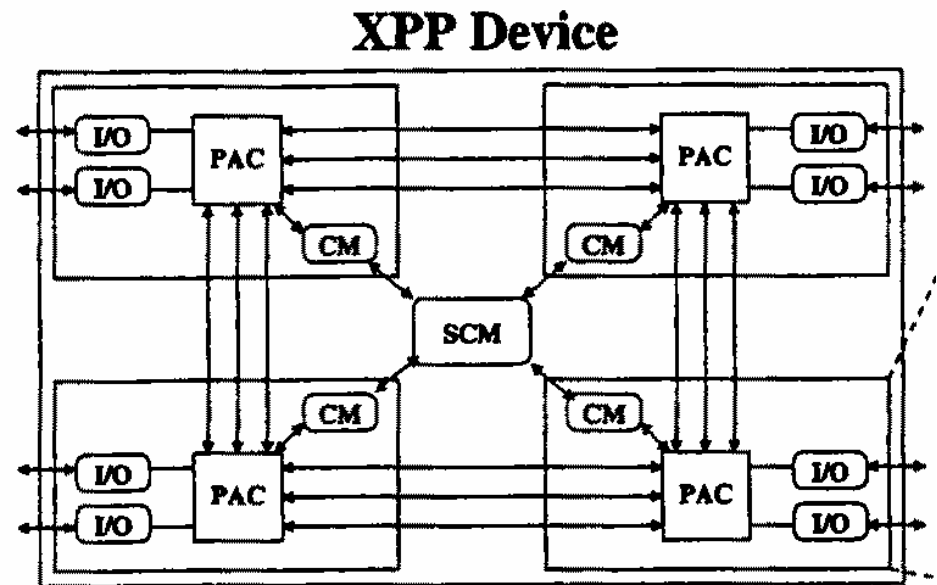 XPP Device
I/O
PAC
PAC
I/O
I/O
I/O
CM
CM
SCM
CM
CM
I/O
PAC
PAC
I/O
I/O
I/O